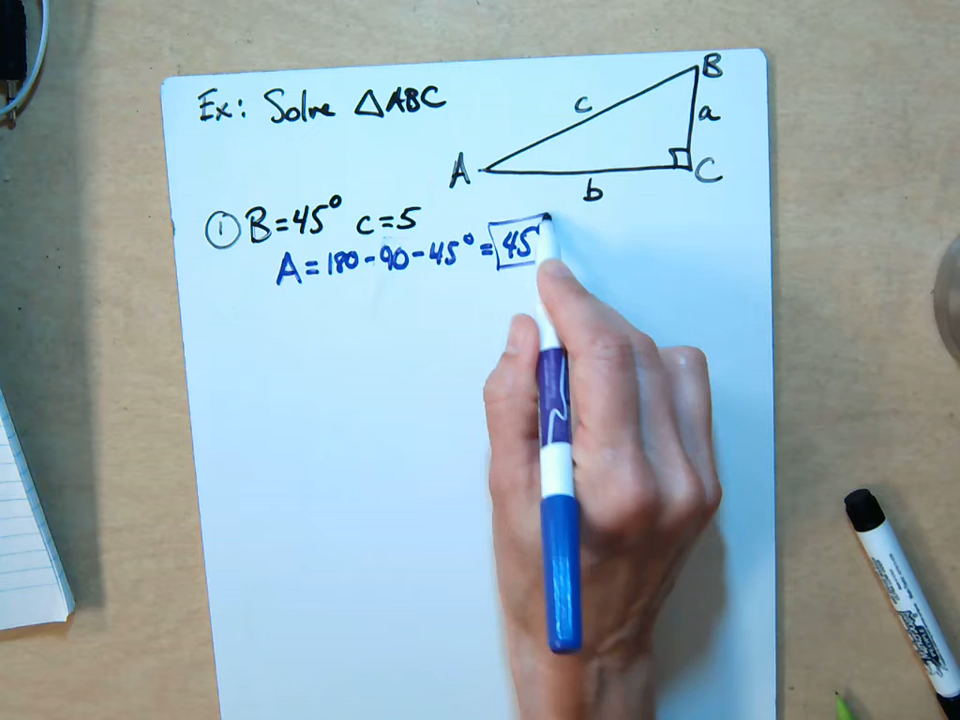 Ex: Solve △ABC
B
c
a
A
C
b
① B=45° c=5
A=180-90-45°=45°